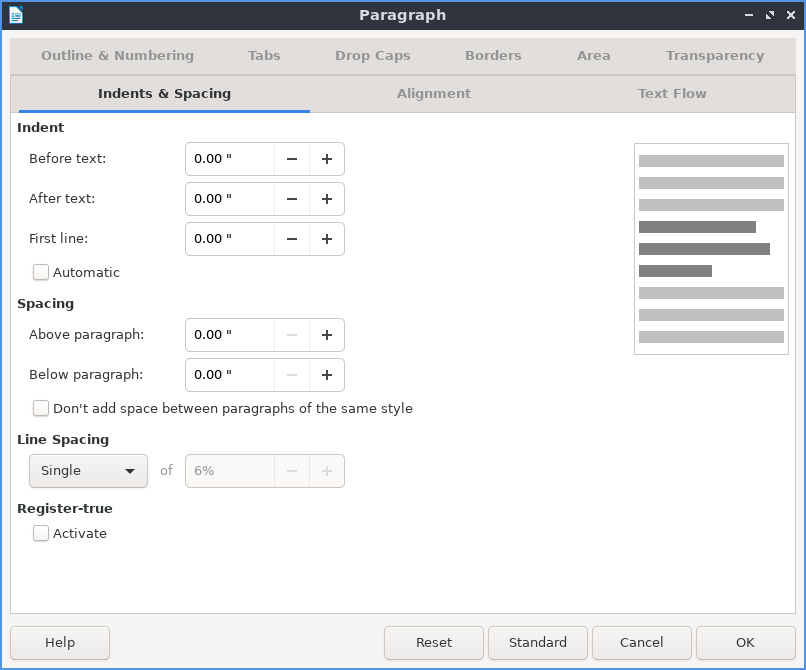 Paragraph
Outline & Numbering Tabs Drop Caps Borders Area Transparency
Indents & Spacing Alignment Text Flow
Indent
Before text: 0.00 "
After text: 0.00 "
First line: 0.00 "
Automatic
Spacing
Above paragraph: 0.00 "
Below paragraph: 0.00 "
Don't add space between paragraphs of the same style
Line Spacing
Single of 6%
Register-true
Activate
Help Reset Standard Cancel OK